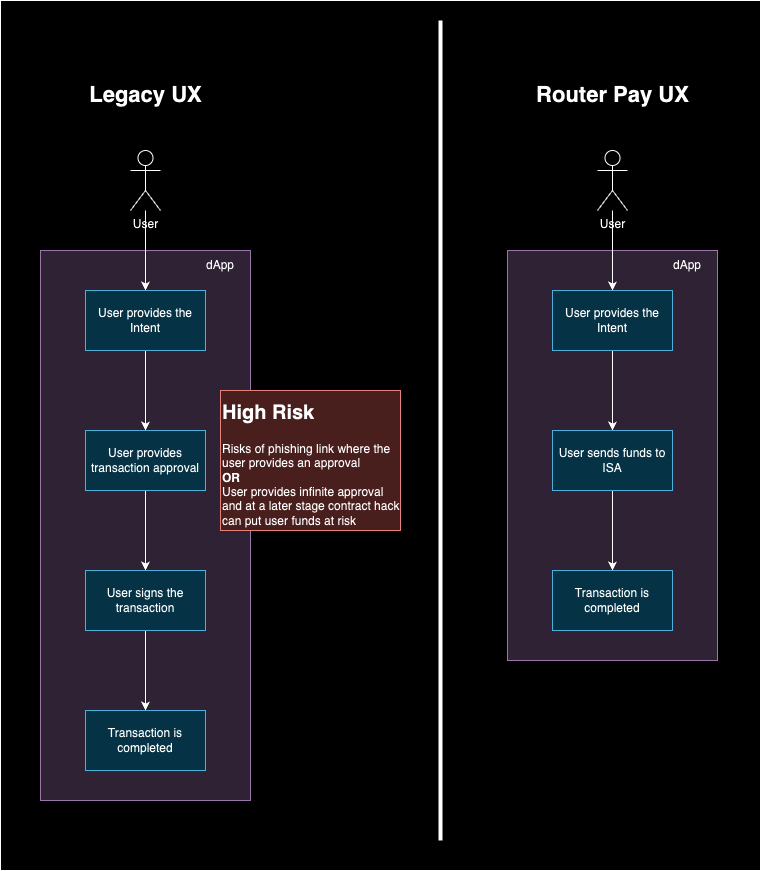 Legacy UX
User
dApp
User provides the
Intent
User provides
transaction approval
High Risk
Risks of phishing link where the
user provides an approval
OR
User provides infinite approval
and at a later stage contract hack
can put user funds at risk
User signs the
transaction
Transaction is
completed
Router Pay UX
User
dApp
User provides the
Intent
User sends funds to
ISA
Transaction is
completed